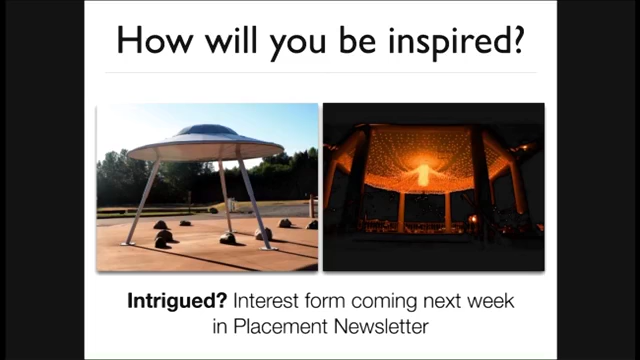 How will you be inspired?
Intrigued? Interest form coming next week
in Placement Newsletter